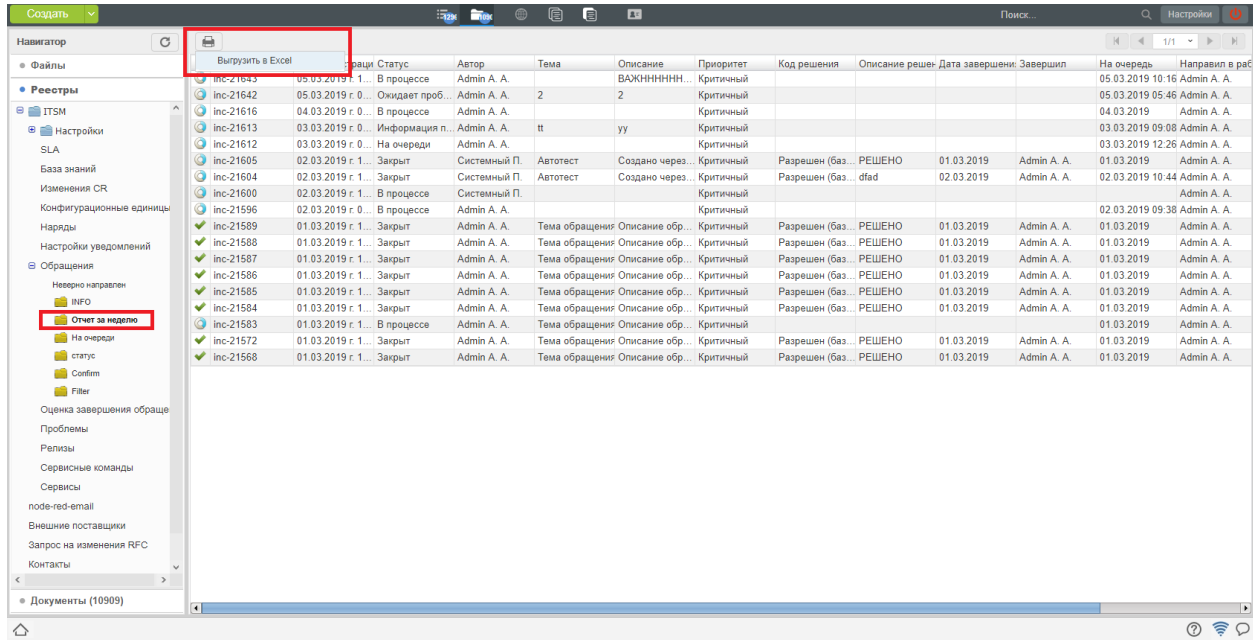 Создать
123K
109K
Поиск...
Настройки
Навигатор
1/1
Файлы
Выгрузить в Excel
Реестры
ITSM
Настройки
SLA
База знаний
Изменения CR
Конфигурационные единицы
Наряды
Настройки уведомлений
Обращения
Неверно направлен
INFO
Отчет за неделю
На очереди
статус
Confirm
Filter
Оценка завершения обраще
Проблемы
Релизы
Сервисные команды
Сервисы
node-red-email
Внешние поставщики
Запрос на изменения RFC
Контакты
Документы (10909)
траци Статус Автор Тема Описание Приоритет Код решения Описание решен Дата завершени: Завершил На очередь Направил в раб
inc-21643 05.03.2019 г. 1... В процессе Admin A. A. ВАЖННННННН... Критичный 05.03.2019 10:16 Admin A. A.
inc-21642 05.03.2019 г. 0... Ожидает проб... Admin A. A. 2 2 Критичный 05.03.2019 05:46 Admin A. A.
inc-21616 04.03.2019 г. 0... В процессе Admin A. A. Критичный 04.03.2019 Admin A. A.
inc-21613 03.03.2019 г. 0... Информация п... Admin A. A. tt yy Критичный 03.03.2019 09:08 Admin A. A.
inc-21612 03.03.2019 г. 0... На очереди Admin A. A. Критичный 03.03.2019 12:26 Admin A. A.
inc-21605 02.03.2019 г. 1... Закрыт Системный П. Автотест Создано через... Критичный Разрешен (баз... РЕШЕНО 01.03.2019 Admin A. A. 01.03.2019 Admin A. A.
inc-21604 02.03.2019 г. 1... Закрыт Системный П. Автотест Создано через... Критичный Разрешен (баз... dfad 02.03.2019 Admin A. A. 02.03.2019 10:44 Admin A. A.
inc-21600 02.03.2019 г. 1... В процессе Системный П. Критичный Admin A. A.
inc-21596 02.03.2019 г. 0... В процессе Admin A. A. Критичный 02.03.2019 09:38 Admin A. A.
inc-21589 01.03.2019 г. 1... Закрыт Admin A. A. Тема обращения Описание обр... Критичный Разрешен (баз... РЕШЕНО 01.03.2019 Admin A. A. 01.03.2019 Admin A. A.
inc-21588 01.03.2019 г. 1... Закрыт Admin A. A. Тема обращения Описание обр... Критичный Разрешен (баз... РЕШЕНО 01.03.2019 Admin A. A. 01.03.2019 Admin A. A.
inc-21587 01.03.2019 г. 1... Закрыт Admin A. A. Тема обращения Описание обр... Критичный Разрешен (баз... РЕШЕНО 01.03.2019 Admin A. A. 01.03.2019 Admin A. A.
inc-21586 01.03.2019 г. 1... Закрыт Admin A. A. Тема обращения Описание обр... Критичный Разрешен (баз... РЕШЕНО 01.03.2019 Admin A. A. 01.03.2019 Admin A. A.
inc-21585 01.03.2019 г. 1... Закрыт Admin A. A. Тема обращения Описание обр... Критичный Разрешен (баз... РЕШЕНО 01.03.2019 Admin A. A. 01.03.2019 Admin A. A.
inc-21584 01.03.2019 г. 1... Закрыт Admin A. A. Тема обращения Описание обр... Критичный Разрешен (баз... РЕШЕНО 01.03.2019 Admin A. A. 01.03.2019 Admin A. A.
inc-21583 01.03.2019 г. 1... В процессе Admin A. A. Тема обращения Описание обр... Критичный 01.03.2019 Admin A. A.
inc-21572 01.03.2019 г. 1... Закрыт Admin A. A. Тема обращения Описание обр... Критичный Разрешен (баз... РЕШЕНО 01.03.2019 Admin A. A. 01.03.2019 Admin A. A.
inc-21568 01.03.2019 г. 1... Закрыт Admin A. A. Тема обращения Описание обр... Критичный Разрешен (баз... РЕШЕНО 01.03.2019 Admin A. A. 01.03.2019 Admin A. A.